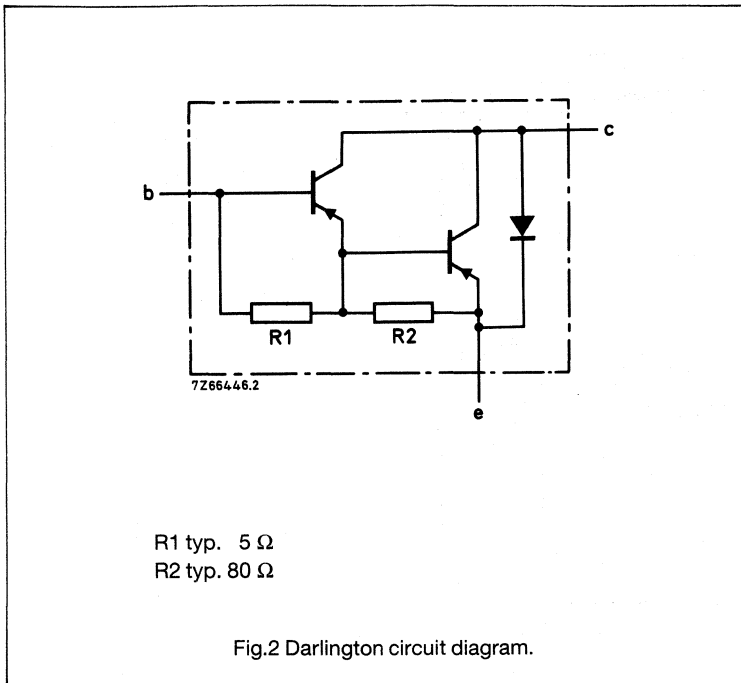 c
b
R1
R2
7Z66446.2
e
R1 typ. 5 Ω
R2 typ. 80 Ω
Fig.2 Darlington circuit diagram.